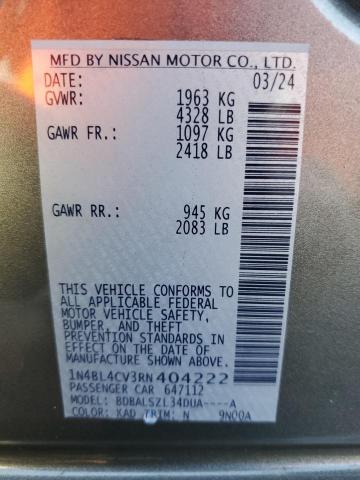 MFD BY NISSAN MOTOR CO., LTD.
DATE: 03/24
GVWR: 1963 KG
4328 LB
GAWR FR.: 1097 KG
2418 LB
GAWR RR.: 945 KG
2083 LB
THIS VEHICLE CONFORMS TO
ALL APPLICABLE FEDERAL
MOTOR VEHICLE SAFETY,
BUMPER, AND THEFT
PREVENTION STANDARDS
IN EFFECT ON THE DATE OF
MANUFACTURE SHOWN ABOVE.
1N4BL4CV3RN404222
PASSENGER CAR 647112
MODEL: BDBALSZL34DUA----A
COLOR: KAD TRIM: N 9N00A